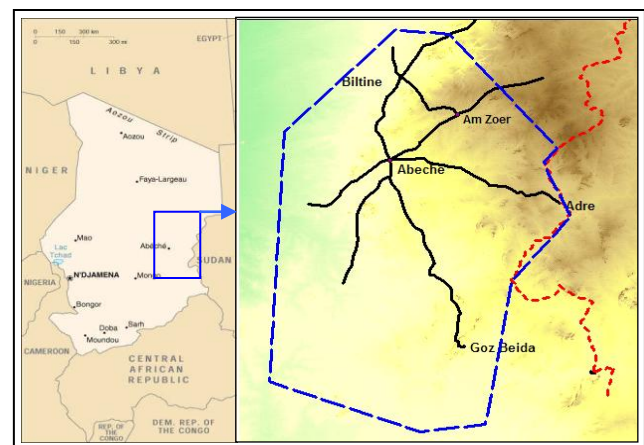 0 150 300 km
0 150 300 mi
EGYPT
LIBYA
Aozou Strip
Aozou
NIGER
Faya-Largeau
Mao
Lac
Tchad
Abéché
SUDAN
N'DJAMENA
Mongo
NIGERIA
Bongor
Doba
Sarh
Moundou
CAMEROON
CENTRAL
AFRICAN
REPUBLIC
REP. OF
THE
CONGO
DEM. REP. OF
THE CONGO
Biltine
Am Zoer
Abeche
Adre
Goz Beida